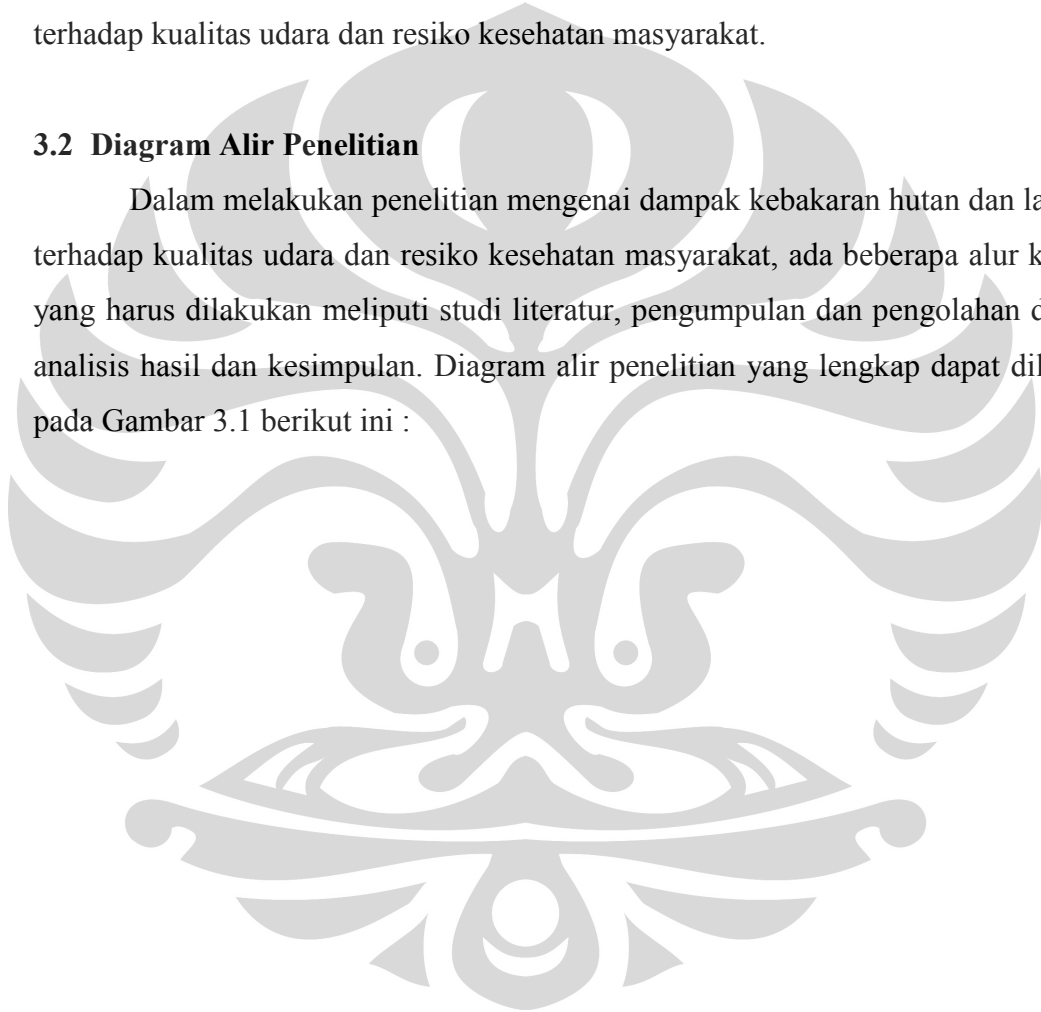 terhadap kualitas udara dan resiko kesehatan masyarakat.
3.2 Diagram Alir Penelitian
Dalam melakukan penelitian mengenai dampak kebakaran hutan dan la
terhadap kualitas udara dan resiko kesehatan masyarakat, ada beberapa alur k
yang harus dilakukan meliputi studi literatur, pengumpulan dan pengolahan d
analisis hasil dan kesimpulan. Diagram alir penelitian yang lengkap dapat dil
pada Gambar 3.1 berikut ini :